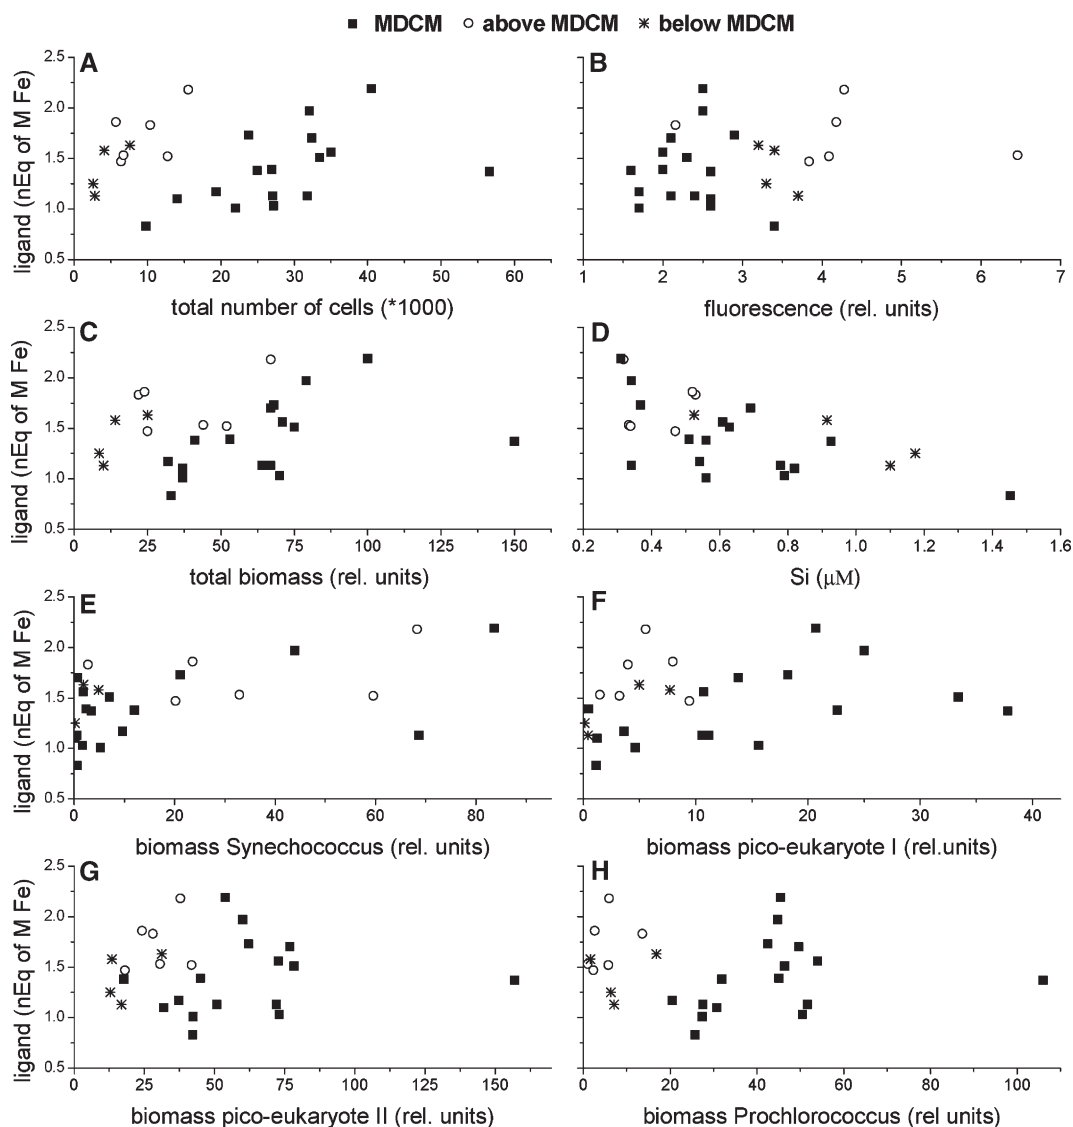 MDCM above MDCM below MDCM
A
ligand (nEq of M Fe)
2.5
2.0
1.5
1.0
0.5
0 10 20 30 40 50 60
total number of cells (*1000)
B
1 2 3 4 5 6 7
fluorescence (rel. units)
C
ligand (nEq of M Fe)
2.5
2.0
1.5
1.0
0.5
0 25 50 75 100 125 150
total biomass (rel. units)
D
0.2 0.4 0.6 0.8 1.0 1.2 1.4 1.6
Si (μM)
E
ligand (nEq of M Fe)
2.5
2.0
1.5
1.0
0.5
0 20 40 60 80
biomass Synechococcus (rel. units)
F
0 10 20 30 40
biomass pico-eukaryote I (rel.units)
G
ligand (nEq of M Fe)
2.5
2.0
1.5
1.0
0.5
0 25 50 75 100 125 150
biomass pico-eukaryote II (rel. units)
H
0 20 40 60 80 100
biomass Prochlorococcus (rel units)